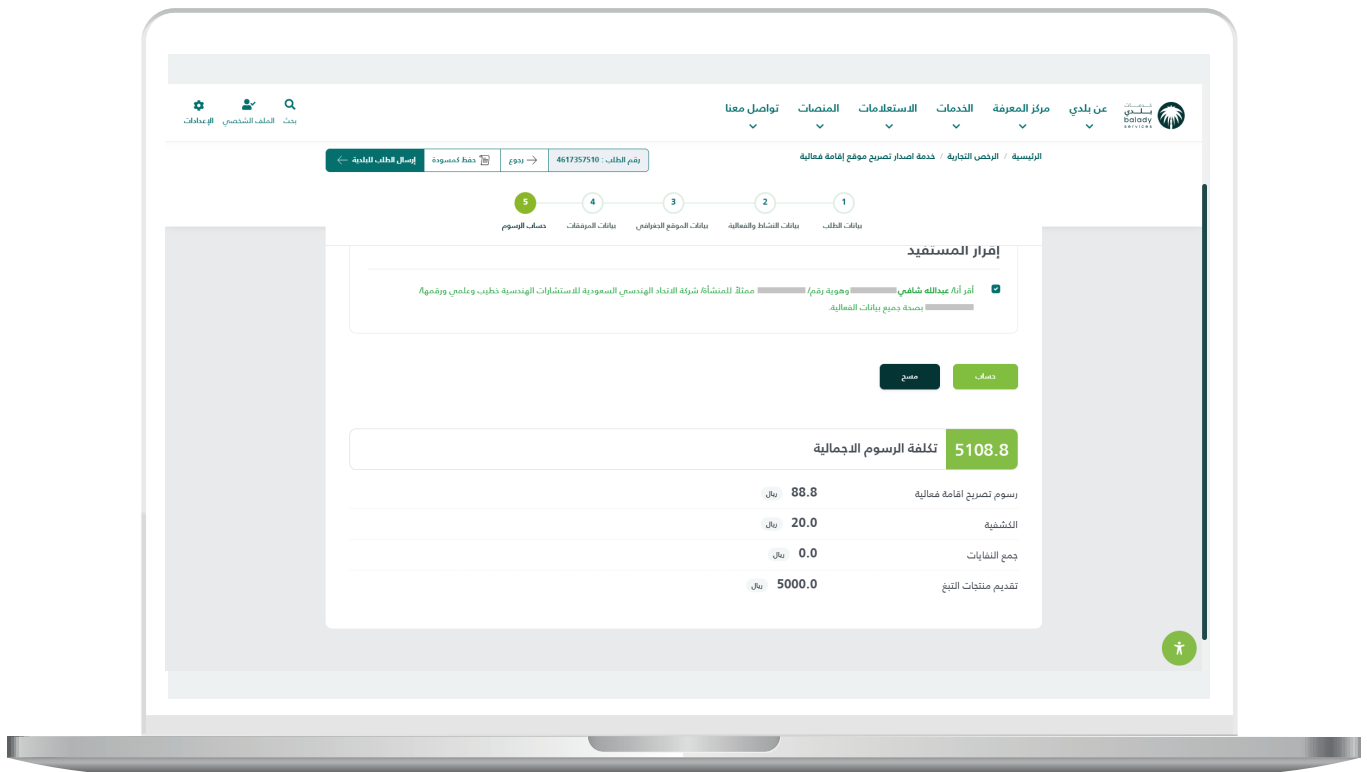 خدمات
بلدي
balady
services
عن بلدي
مركز المعرفة
الخدمات
الاستعلامات
المنصات
تواصل معنا
بحث
الملف الشخصي
الإعدادات
الرئيسية / الرخص التجارية / خدمة اصدار تصريح موقع إقامة فعالية
رقم الطلب : 4617357510
رجوع
حفظ كمسودة
إرسال الطلب للبلدية
1
2
3
4
5
بيانات الطلب
بيانات النشاط والفعالية
بيانات الموقع الجغرافي
بيانات المرفقات
حساب الرسوم
إقرار المستفيد
أقر أنا/ عبدالله شافي وهوية رقم/ ممثلاً للمنشأة/ شركة الاتحاد الهندسي السعودية للاستشارات الهندسية خطيب وعلمي ورقمها/
بصحة جميع بيانات الفعالية.
حساب
مسح
5108.8 تكلفة الرسوم الاجمالية
رسوم تصريح اقامة فعالية 88.8 ريال
الكشفية 20.0 ريال
جمع النفايات 0.0 ريال
تقديم منتجات التبغ 5000.0 ريال